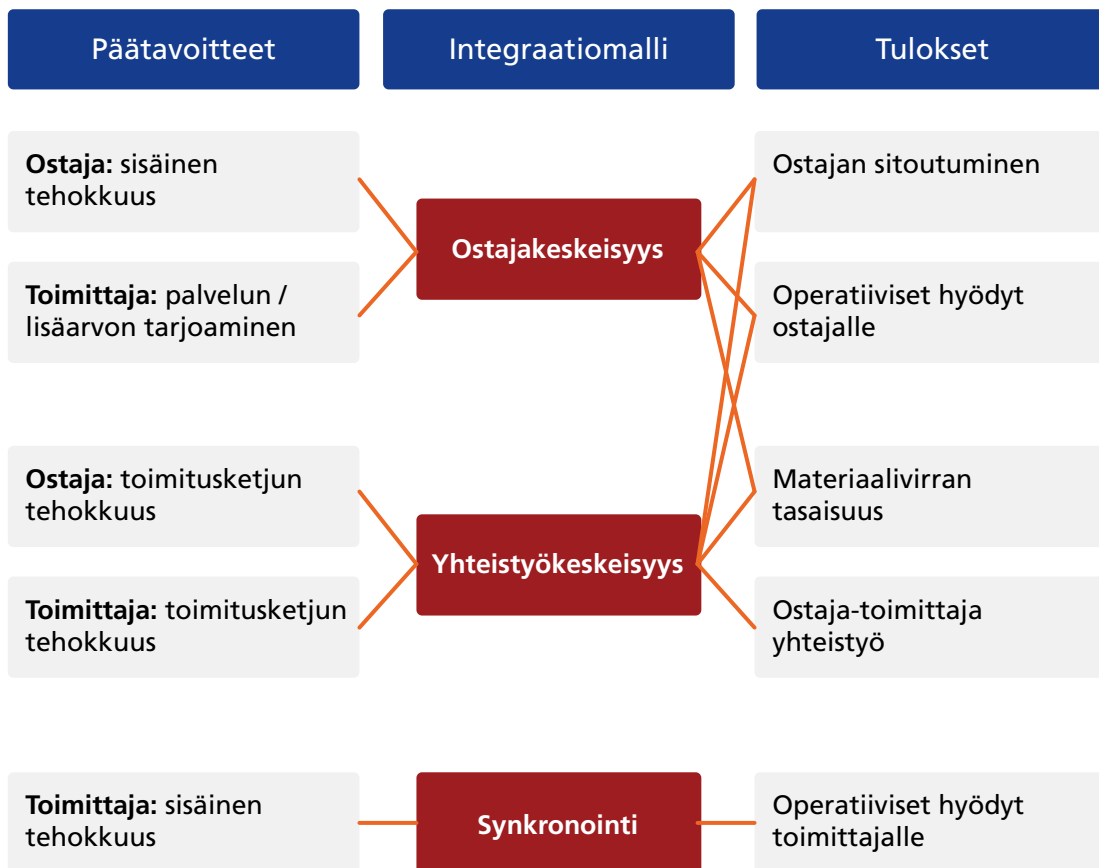 Päätavoitteet
Integraatiomalli
Tulokset
Ostaja: sisäinen
tehokkuus
Toimittaja: palvelun /
lisäarvon tarjoaminen
Ostajakeskeisyys
Ostajan sitoutuminen
Operatiiviset hyödyt
ostajalle
Ostaja: toimitusketjun
tehokkuus
Toimittaja: toimitusketjun
tehokkuus
Yhteistyökeskeisyys
Materiaalivirran
tasaisuus
Ostaja-toimittaja
yhteistyö
Toimittaja: sisäinen
tehokkuus
Synkronointi
Operatiiviset hyödyt
toimittajalle